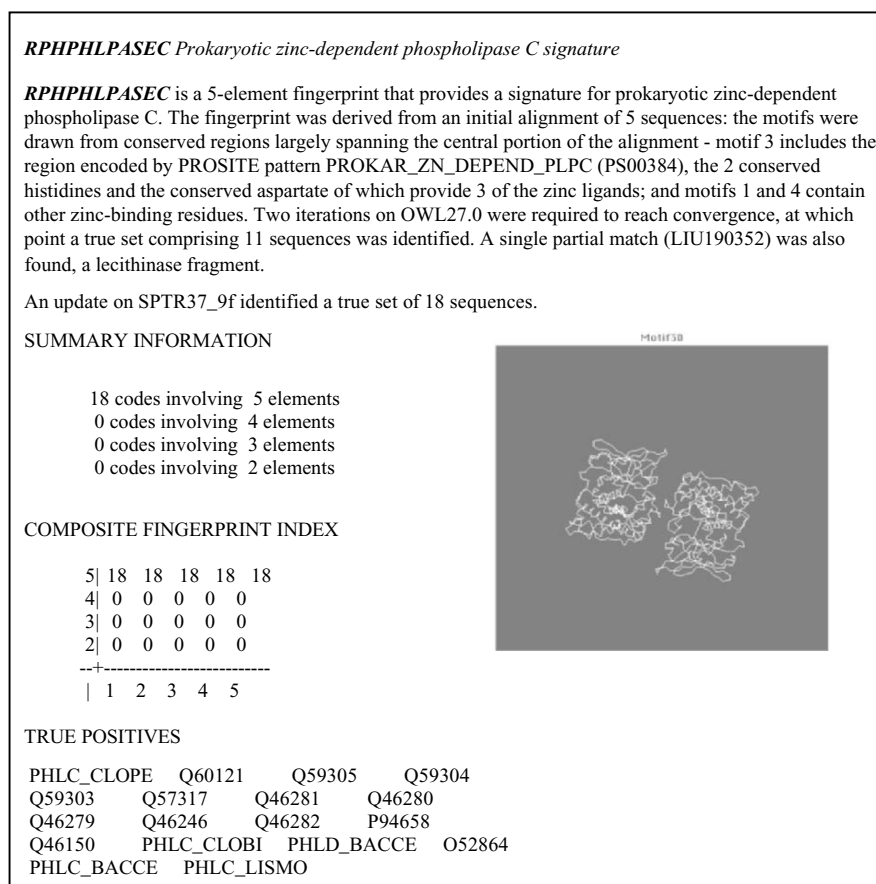 RPHPHLPASEC Prokaryotic zinc-dependent phospholipase C signature
RPHPHLPASEC is a 5-element fingerprint that provides a signature for prokaryotic zinc-dependent
phospholipase C. The fingerprint was derived from an initial alignment of 5 sequences: the motifs were
drawn from conserved regions largely spanning the central portion of the alignment - motif 3 includes the
region encoded by PROSITE pattern PROKAR_ZN_DEPEND_PLPC (PS00384), the 2 conserved
histidines and the conserved aspartate of which provide 3 of the zinc ligands; and motifs 1 and 4 contain
other zinc-binding residues. Two iterations on OWL27.0 were required to reach convergence, at which
point a true set comprising 11 sequences was identified. A single partial match (LIU190352) was also
found, a lecithinase fragment.
An update on SPTR37_9f identified a true set of 18 sequences.
SUMMARY INFORMATION
18 codes involving 5 elements
0 codes involving 4 elements
0 codes involving 3 elements
0 codes involving 2 elements
COMPOSITE FINGERPRINT INDEX
5| 18 18 18 18 18
4| 0 0 0 0 0
3| 0 0 0 0 0
2| 0 0 0 0 0
--+---------------------------
| 1 2 3 4 5
Motif3D
TRUE POSITIVES
PHLC_CLOPE Q60121 Q59305 Q59304
Q59303 Q57317 Q46281 Q46280
Q46279 Q46246 Q46282 P94658
Q46150 PHLC_CLOBI PHLD_BACCE O52864
PHLC_BACCE PHLC_LISMO